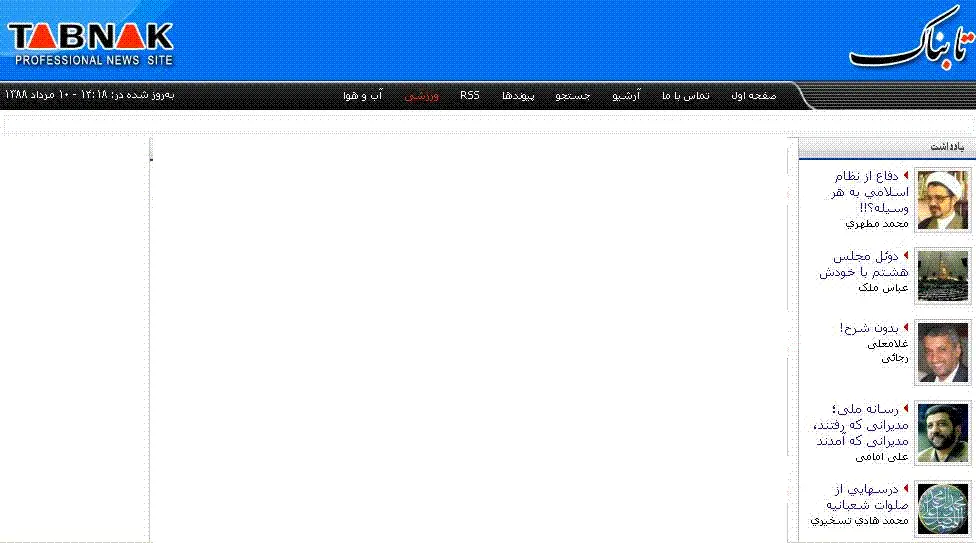 TABNAK
PROFESSIONAL NEWS SITE
تابناک
صفحه اول تماس با ما آرشیو جستجو پیوندها RSS ورزشی آب و هوا
به‌روز شده در: ۱۴:۱۸ - ۱۰ مرداد ۱۳۸۸
یادداشت
دفاع از نظام
اسلامي به هر
وسیله؟!!
محمد مطهري
دوئل مجلس
هشتم با خودش
عباس ملک
بدون شرح!
غلامعلی
رجائی
رسانه ملی؛
مدیرانی که رفتند،
مدیرانی که آمدند
علی امامی
درسهايي از
صلوات شعبانیه
محمد هادي تسخيري